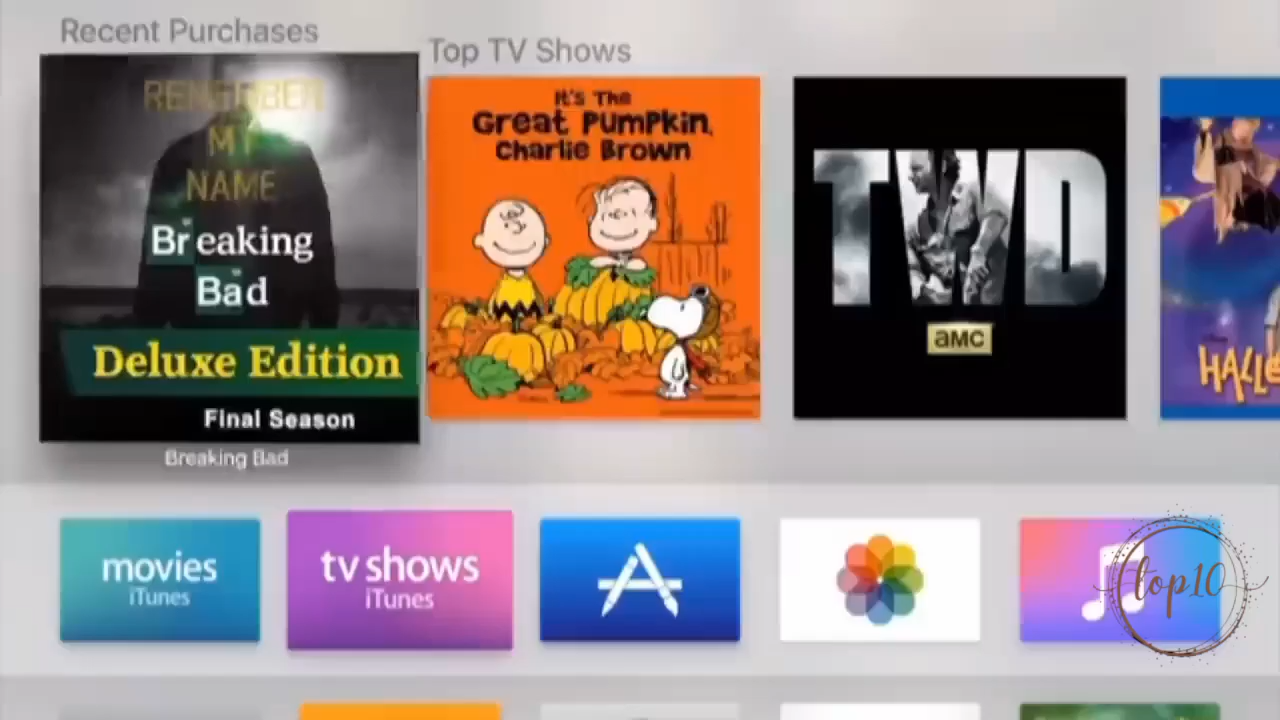 Recent Purchases
Top TV Shows
REMEMBER
MY
NAME
Breaking
Bad
Deluxe Edition
Final Season
Breaking Bad
It's The
Great Pumpkin,
Charlie Brown
TWD
amc
HALLO
movies
iTunes
tv shows
iTunes
top10